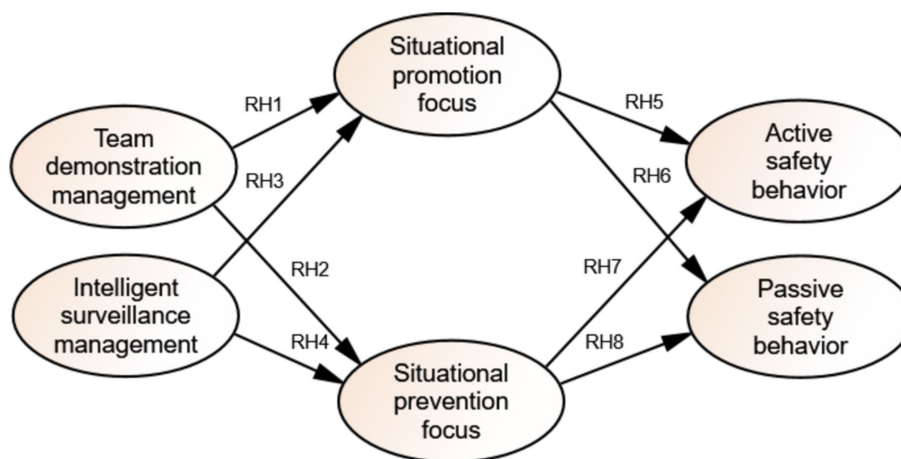 Situational
promotion
focus
RH1
RH5
Team
demonstration
management
Active
safety
behavior
RH3
RH6
RH2
RH7
Intelligent
surveillance
management
Passive
safety
behavior
RH4
RH8
Situational
prevention
focus